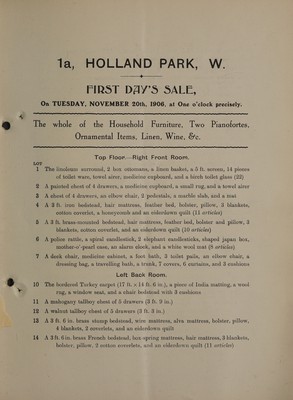 1a, HOLLAND PARK, W.
FIRST DAY'S SALE,
On TUESDAY, NOVEMBER 20th, 1906, at One o'clock precisely.
The whole of the Household Furniture, Two Pianofortes,
Ornamental Items, Linen, Wine, &c.
Top Floor.—Right Front Room.
LOT
1 The linoleum surround, 2 box ottomans, a linen basket, a 5 ft. screen, 14 pieces
of toilet ware, towel airer, medicine cupboard, and a birch toilet glass (22)
2 A painted chest of 4 drawers, a medicine cupboard, a small rug, and a towel airer
3 A chest of 4 drawers, an elbow chair, 2 pedestals, a marble slab, and a test
4 A 3 ft. iron bedstead, hair mattress, feather bed, bolster, pillow, 3 blankets,
cotton coverlet, a honeycomb and an eiderdown quilt (11 articles)
5 A 3 ft. brass-mounted bedstead, hair mattress, feather bed, bolster and pillow, 3
blankets, cotton coverlet, and an eiderdown quilt (10 articles)
6 A police rattle, a spiral candlestick, 2 elephant candlesticks, shaped japan box,
mother-o'-pearl case, an alarm clock, and a white wool mat (9 articles)
7 A deck chair, medicine cabinet, a foot bath, 3 toilet pails, an elbow chair, a
dressing bag, a travelling bath, a trunk, 7 covers, 6 curtains, and 3 cushions
Left Back Room.
10 The bordered Turkey carpet (17 ft. × 14 ft. 6 in.), a piece of India matting, a wool
rug, a window seat, and a chair bedstead with 3 cushions
11 A mahogany tallboy chest of 5 drawers (3 ft. 9 in.)
12 A walnut tallboy chest of 5 drawers (3 ft. 3 in.)
13 A 3 ft. 6 in. brass stump bedstead, wire mattress, alva mattress, bolster, pillow,
4 blankets, 2 coverlets, and an eiderdown quilt
14 A 3 ft. 6 in. brass French bedstead, box spring mattress, hair mattress, 3 blankets,
bolster, pillow, 2 cotton coverlets, and an eiderdown quilt (11 articles)